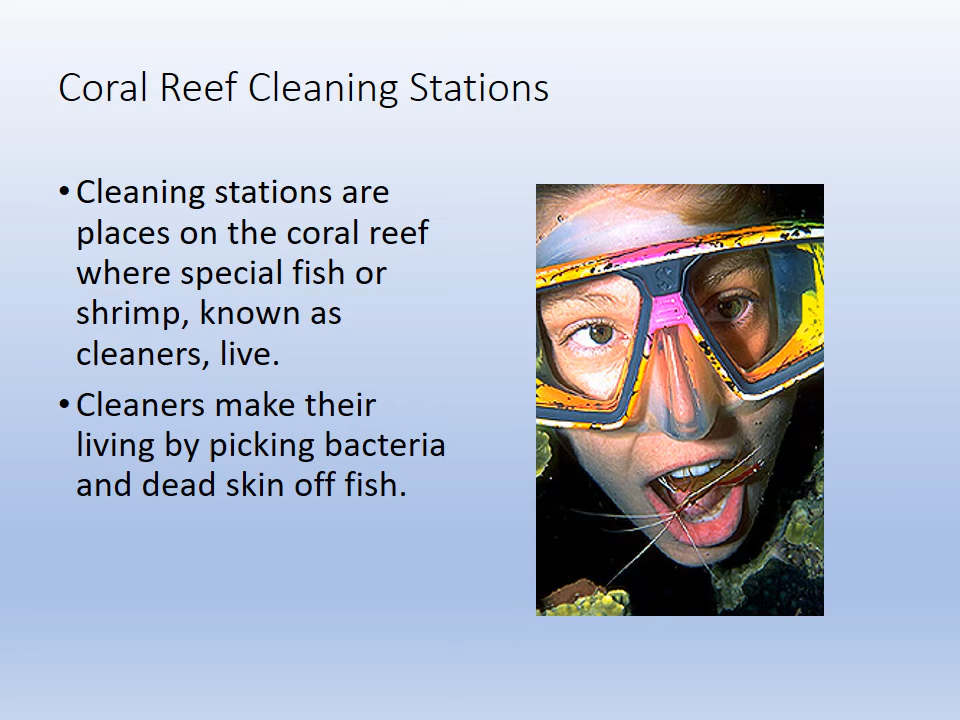 Coral Reef Cleaning Stations
• Cleaning stations are
places on the coral reef
where special fish or
shrimp, known as
cleaners, live.
• Cleaners make their
living by picking bacteria
and dead skin off fish.